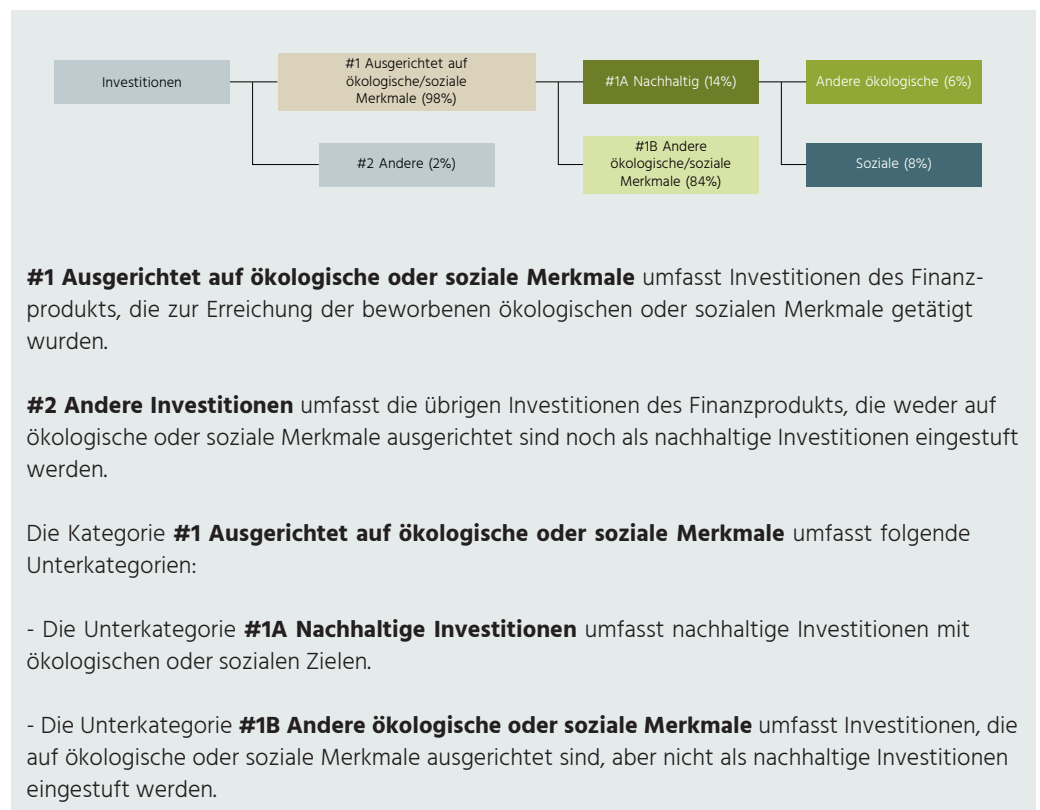 Investitionen
#1 Ausgerichtet auf
ökologische/soziale
Merkmale (98%)
#1A Nachhaltig (14%)
Andere ökologische (6%)
#2 Andere (2%)
#1B Andere
ökologische/soziale
Merkmale (84%)
Soziale (8%)
#1 Ausgerichtet auf ökologische oder soziale Merkmale umfasst Investitionen des Finanz-
produkts, die zur Erreichung der beworbenen ökologischen oder sozialen Merkmale getätigt
wurden.
#2 Andere Investitionen umfasst die übrigen Investitionen des Finanzprodukts, die weder auf
ökologische oder soziale Merkmale ausgerichtet sind noch als nachhaltige Investitionen eingestuft
werden.
Die Kategorie #1 Ausgerichtet auf ökologische oder soziale Merkmale umfasst folgende
Unterkategorien:
- Die Unterkategorie #1A Nachhaltige Investitionen umfasst nachhaltige Investitionen mit
ökologischen oder sozialen Zielen.
- Die Unterkategorie #1B Andere ökologische oder soziale Merkmale umfasst Investitionen, die
auf ökologische oder soziale Merkmale ausgerichtet sind, aber nicht als nachhaltige Investitionen
eingestuft werden.